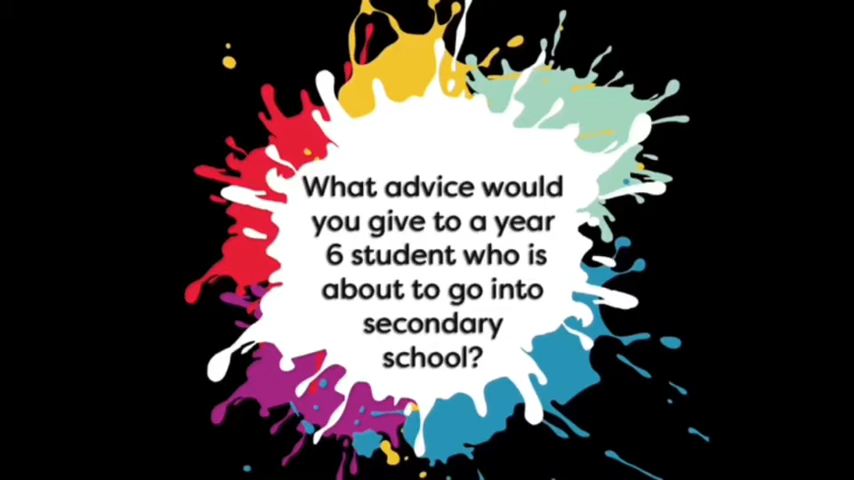 What advice would
you give to a year
6 student who is
about to go into
secondary
school?